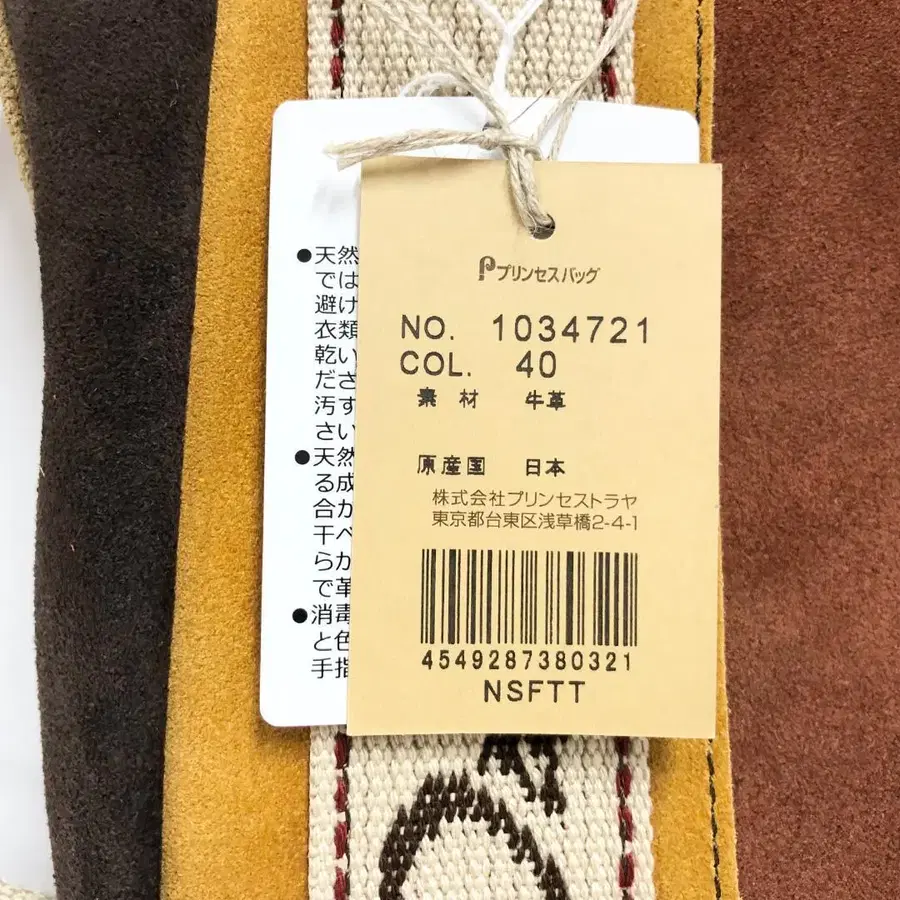 プリンセスバッグ
NO. 1034721
COL. 40
素材 牛革
原産国 日本
株式会社プリンセストラヤ
東京都台東区浅草橋2-4-1
4549287380321
NSFTT
●天然
では
避け
衣類
乾い
ださ
汚す
さい
●天然
る成
合か
干べ
らか
で革
●消毒
と色
手指